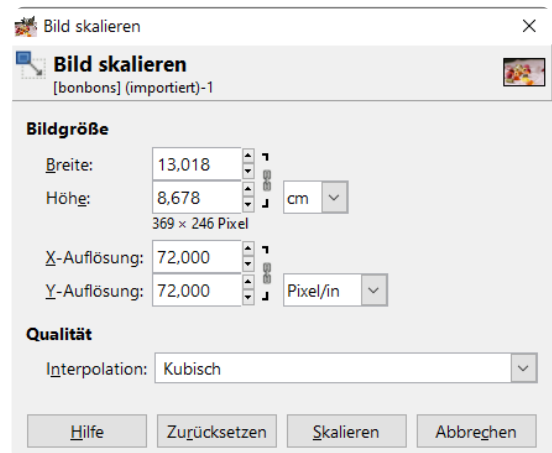 Bild skalieren
Bild skalieren
[bonbons] (importiert)-1
Bildgröße
Breite: 13,018
Höhe: 8,678 cm
369 × 246 Pixel
X-Auflösung: 72,000
Y-Auflösung: 72,000 Pixel/in
Qualität
Interpolation: Kubisch
Hilfe Zurücksetzen Skalieren Abbrechen